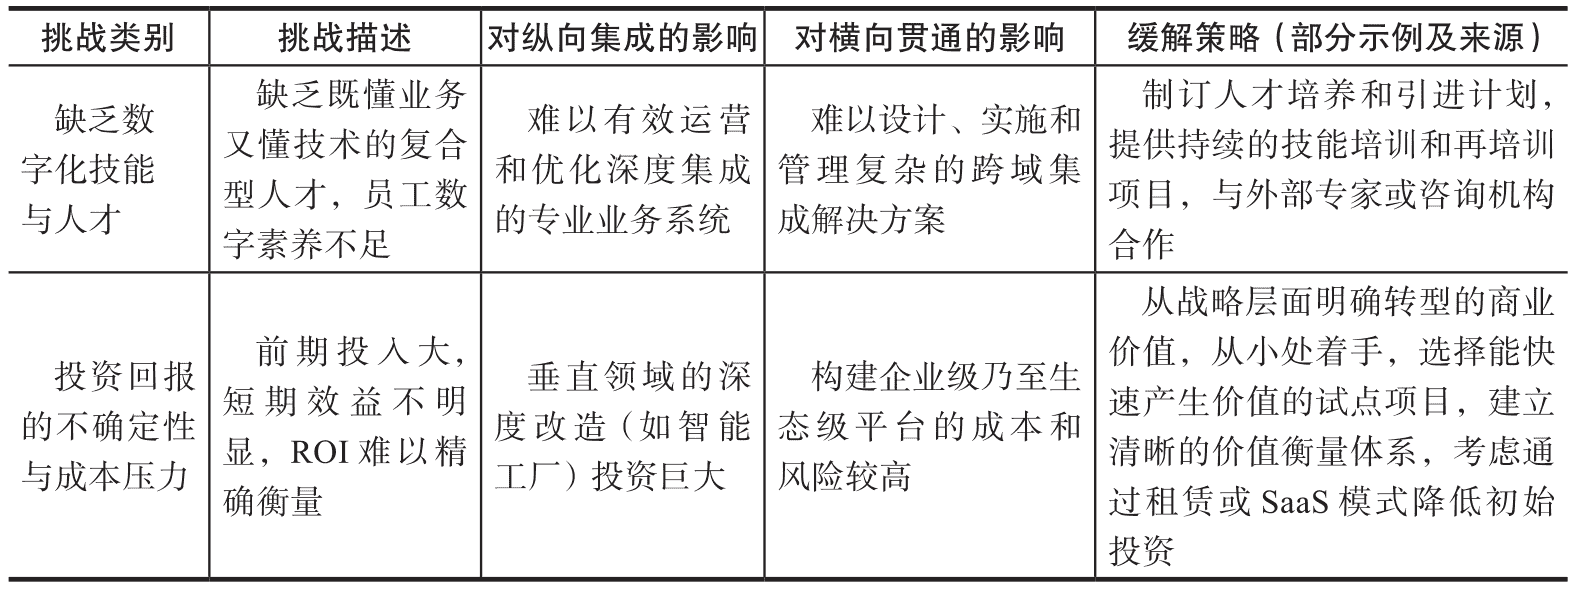 挑战类别
挑战描述
对纵向集成的影响
对横向贯通的影响
缓解策略（部分示例及来源）
缺乏数
字化技能
与人才
缺乏既懂业务
又懂技术的复合
型人才，员工数
字素养不足
难以有效运营
和优化深度集成
的专业业务系统
难以设计、实施和
管理复杂的跨域集
成解决方案
制订人才培养和引进计划，
提供持续的技能培训和再培训
项目，与外部专家或咨询机构
合作
投资回报
的不确定性
与成本压力
前期投入大，
短期效益不明
显，ROI 难以精
确衡量
垂直领域的深
度改造（如智能
工厂）投资巨大
构建企业级乃至生
态级平台的成本和
风险较高
从战略层面明确转型的商业
价值，从小处着手，选择能快
速产生价值的试点项目，建立
清晰的价值衡量体系，考虑通
过租赁或 SaaS 模式降低初始
投资